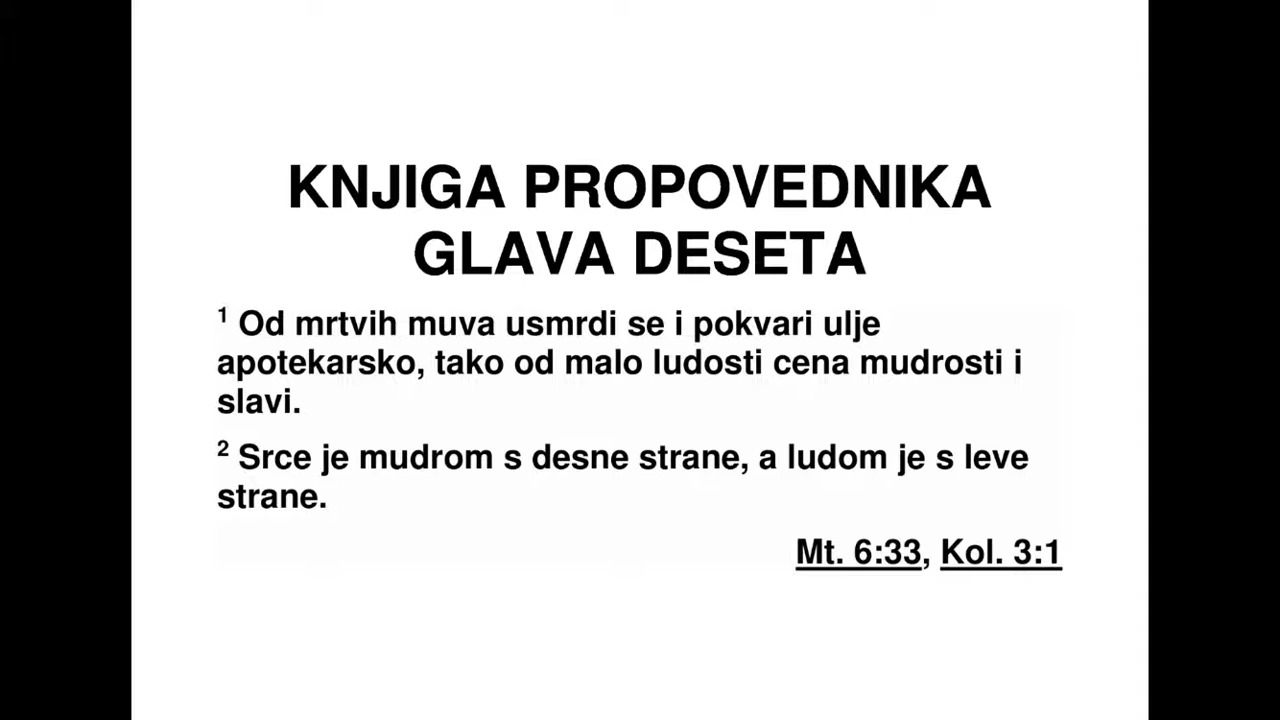 KNJIGA PROPOVEDNIKA
GLAVA DESETA
1 Od mrtvih muva usmrdi se i pokvari ulje
apotekarsko, tako od malo ludosti cena mudrosti i
slavi.
2 Srce je mudrom s desne strane, a ludom je s leve
strane.
Mt. 6:33, Kol. 3:1